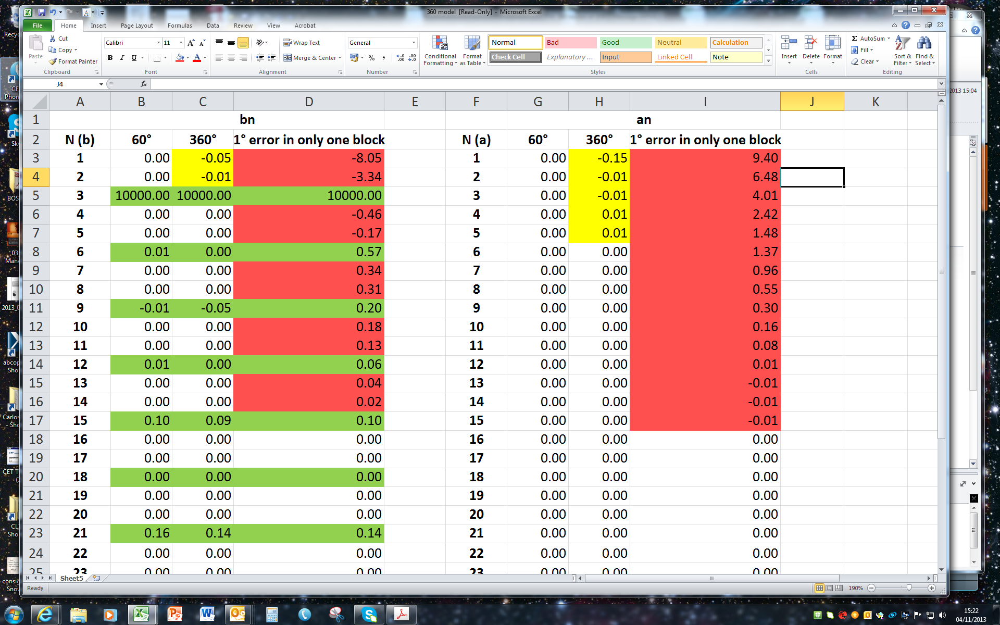 360 model [Read-Only] - Microsoft Excel
File Home Insert Page Layout Formulas Data Review View Acrobat
Paste
Cut
Copy
Format Painter
Clipboard
Calibri 11
B I U
Font
Wrap Text
Merge & Center
Alignment
General
Number
Conditional Formatting
Format as Table
Normal Bad Good Neutral Calculation
Check Cell Explanatory ... Input Linked Cell Note
Styles
Insert Delete Format
Cells
Σ AutoSum
Fill
Clear
Sort & Filter
Find & Select
Editing
J4 fx
2013 15:04
A B C D E F G H I J K
1 bn an
2 N (b) 60° 360° 1° error in only one block N (a) 60° 360° 1° error in only one block
3 1 0.00 -0.05 -8.05 1 0.00 -0.15 9.40
4 2 0.00 -0.01 -3.34 2 0.00 -0.01 6.48
5 3 10000.00 10000.00 10000.00 3 0.00 -0.01 4.01
6 4 0.00 0.00 -0.46 4 0.00 0.01 2.42
7 5 0.00 0.00 -0.17 5 0.00 0.01 1.48
8 6 0.01 0.00 0.57 6 0.00 0.00 1.37
9 7 0.00 0.00 0.34 7 0.00 0.00 0.96
10 8 0.00 0.00 0.31 8 0.00 0.00 0.55
11 9 -0.01 -0.05 0.20 9 0.00 0.00 0.30
12 10 0.00 0.00 0.18 10 0.00 0.00 0.16
13 11 0.00 0.00 0.13 11 0.00 0.00 0.08
14 12 0.01 0.00 0.06 12 0.00 0.00 0.01
15 13 0.00 0.00 0.04 13 0.00 0.00 -0.01
16 14 0.00 0.00 0.02 14 0.00 0.00 -0.01
17 15 0.10 0.09 0.10 15 0.00 0.00 -0.01
18 16 0.00 0.00 0.00 16 0.00 0.00 0.00
19 17 0.00 0.00 0.00 17 0.00 0.00 0.00
20 18 0.00 0.00 0.00 18 0.00 0.00 0.00
21 19 0.00 0.00 0.00 19 0.00 0.00 0.00
22 20 0.00 0.00 0.00 20 0.00 0.00 0.00
23 21 0.16 0.14 0.14 21 0.00 0.00 0.00
24 22 0.00 0.00 0.00 22 0.00 0.00 0.00
25 23 0.00 0.00 0.00 23 0.00 0.00 0.00
Sheet5
Ready 190%
15:22
04/11/2013